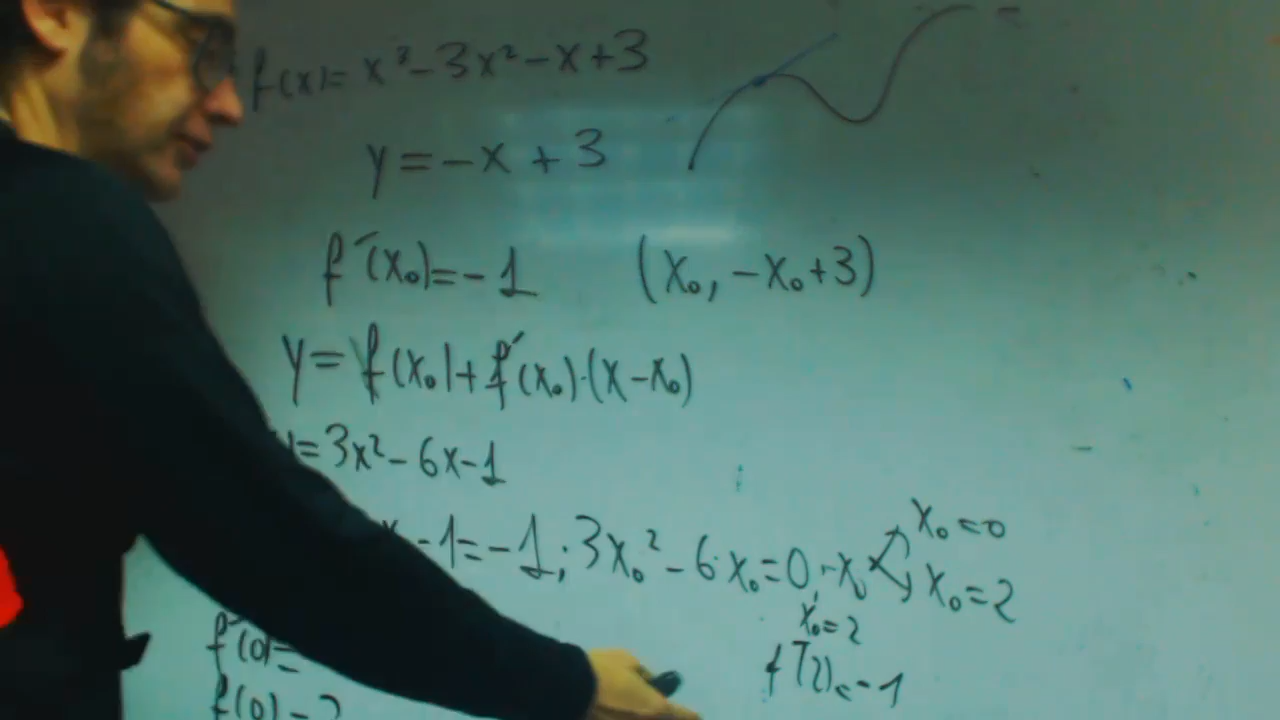 f(x)= x³-3x²-x+3
y=-x+3
f´(x₀)=-1 (x₀, -x₀+3)
y= f(x₀)+f´(x₀)·(x-x₀)
=3x²-6x-1
-1=-1; 3x₀²-6·x₀=0 x₀=0
x₀=2
x₀=2
f´(0)=
f´(2)=-1
f(0)=